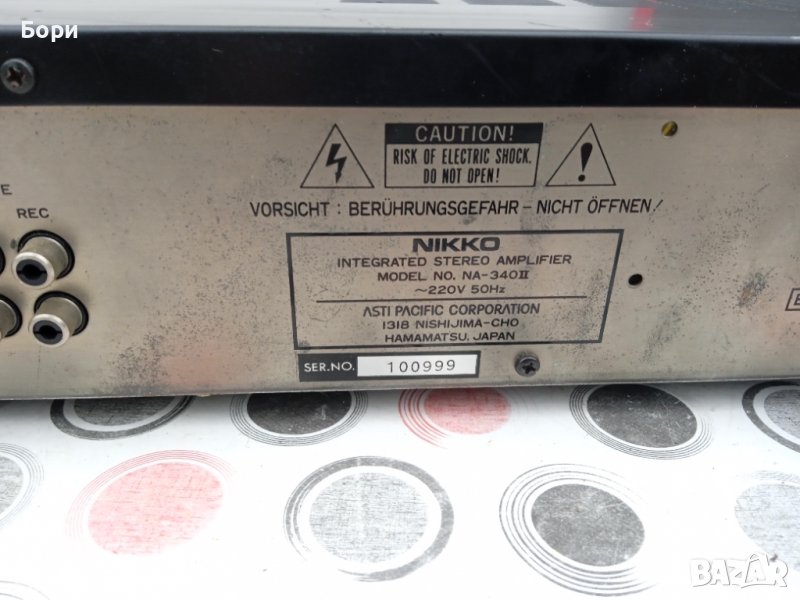 Бори
CAUTION!
RISK OF ELECTRIC SHOCK.
DO NOT OPEN!
E
REC
VORSICHT : BERÜHRUNGSGEFAHR – NICHT ÖFFNEN!
NIKKO
INTEGRATED STEREO AMPLIFIER
MODEL NO. NA-340II
~220V 50Hz
ASTI PACIFIC CORPORATION
1318 NISHIJIMA-CHO
HAMAMATSU, JAPAN
SER.NO. 100999
BAZAR